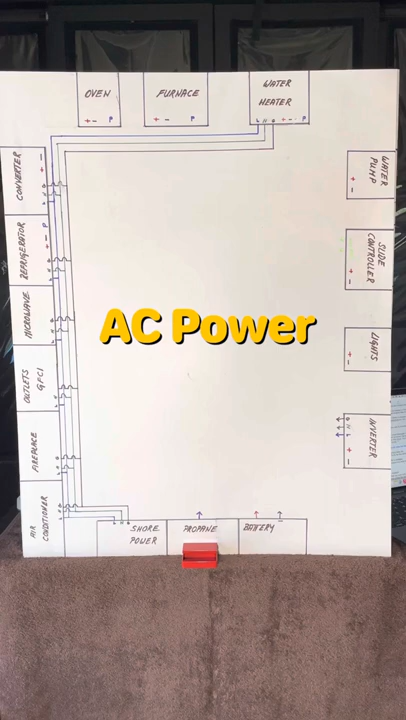 OVEN
+ - P
FURNACE
+ - P
WATER
HEATER
L N G + - P
CONVERTER
+ -
REFRIGERATOR
+ - P
MICROWAVE
OUTLETS
GFCI
FIREPLACE
AIR
CONDITIONER
AC Power
WATER
PUMP
+ -
SLIDE
CONTROLLER
+ -
LIGHTS
+ -
INVERTER
+ -
SHORE
POWER
PROPANE
BATTERY